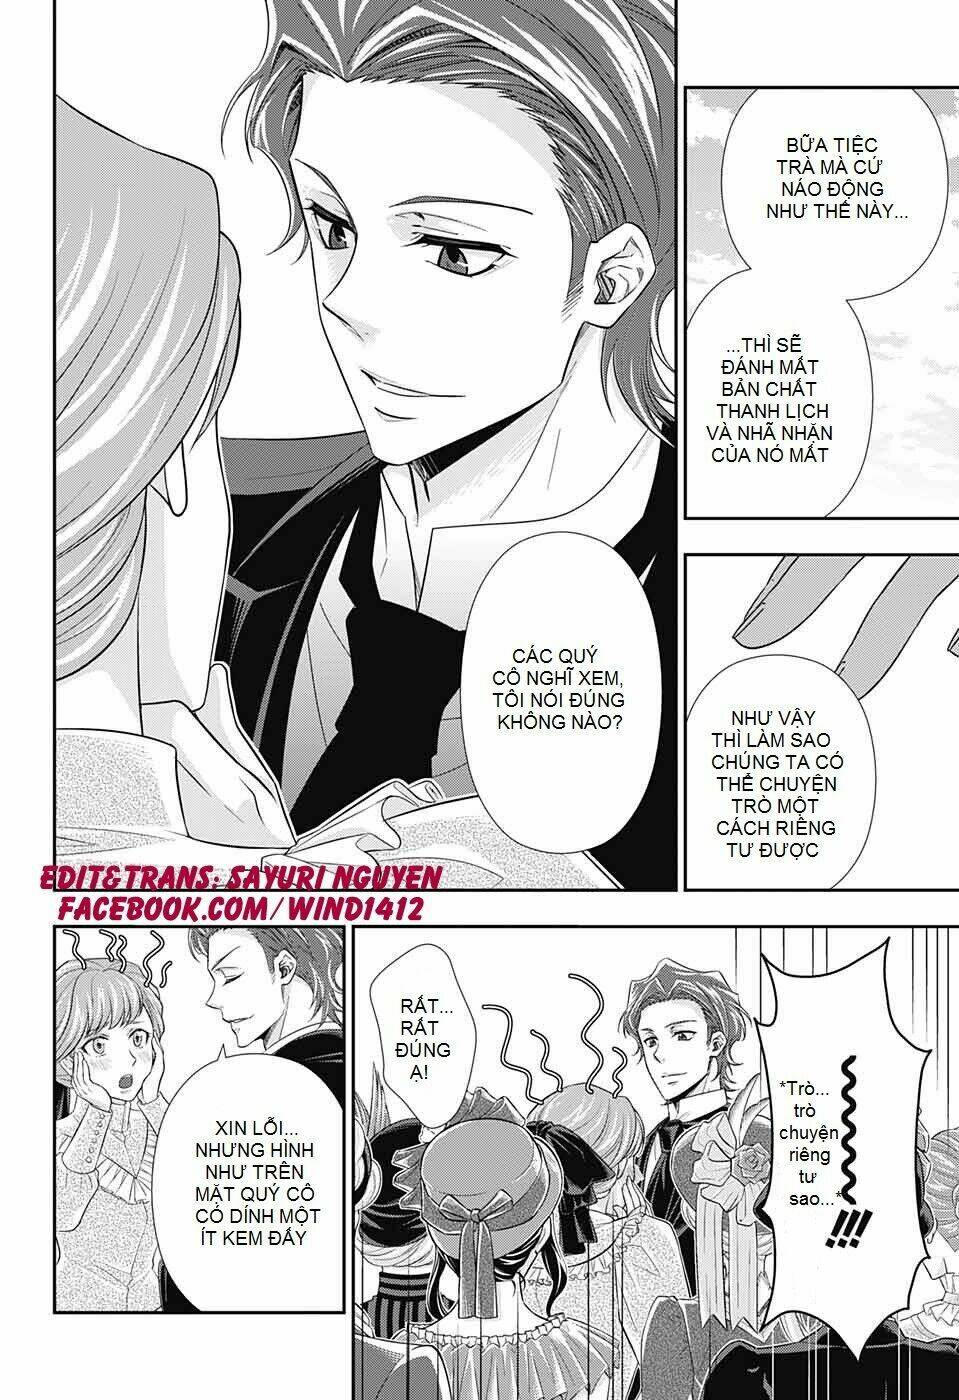 BỮA TIỆC
TRÀ MÀ CỨ
NÁO ĐỘNG
NHƯ THẾ NÀY...
...THÌ SẼ
ĐÁNH MẤT
BẢN CHẤT
THANH LỊCH
VÀ NHÃ NHẶN
CỦA NÓ MẤT
NHƯ VẬY
THÌ LÀM SAO
CHÚNG TA CÓ
THỂ CHUYỆN
TRÒ MỘT
CÁCH RIÊNG
TƯ ĐƯỢC
CÁC QUÝ
CÔ NGHĨ XEM,
TÔI NÓI ĐÚNG
KHÔNG NÀO?
EDIT&TRANS: SAYURI NGUYEN
FACEBOOK.COM/WIND1412
*Trò...
trò
chuyện
riêng
tư
sao...*
!!!
RẤT...
RẤT
ĐÚNG
Ạ!
XIN LỖI...
NHƯNG HÌNH
NHƯ TRÊN
MẶT QUÝ CÔ
CÓ DÍNH MỘT
ÍT KEM ĐẤY